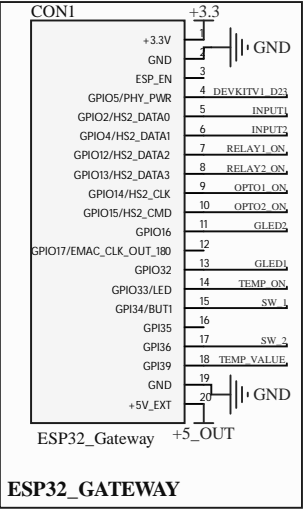 CON1 +3.3
+3.3V 1
GND 2 GND
ESP_EN 3
GPIO5/PHY_PWR 4 DEVKITV1_D23
GPIO2/HS2_DATA0 5 INPUT1
GPIO4/HS2_DATA1 6 INPUT2
GPIO12/HS2_DATA2 7 RELAY1_ON
GPIO13/HS2_DATA3 8 RELAY2_ON
GPIO14/HS2_CLK 9 OPTO1_ON
GPIO15/HS2_CMD 10 OPTO2_ON
GPIO16 11 GLED2
GPIO17/EMAC_CLK_OUT_180 12
GPIO32 13 GLED1
GPIO33/LED 14 TEMP_ON
GPI34/BUT1 15 SW_1
GPI35 16
GPI36 17 SW_2
GPI39 18 TEMP_VALUE
GND 19 GND
+5V_EXT 20
ESP32_Gateway +5_OUT
ESP32_GATEWAY